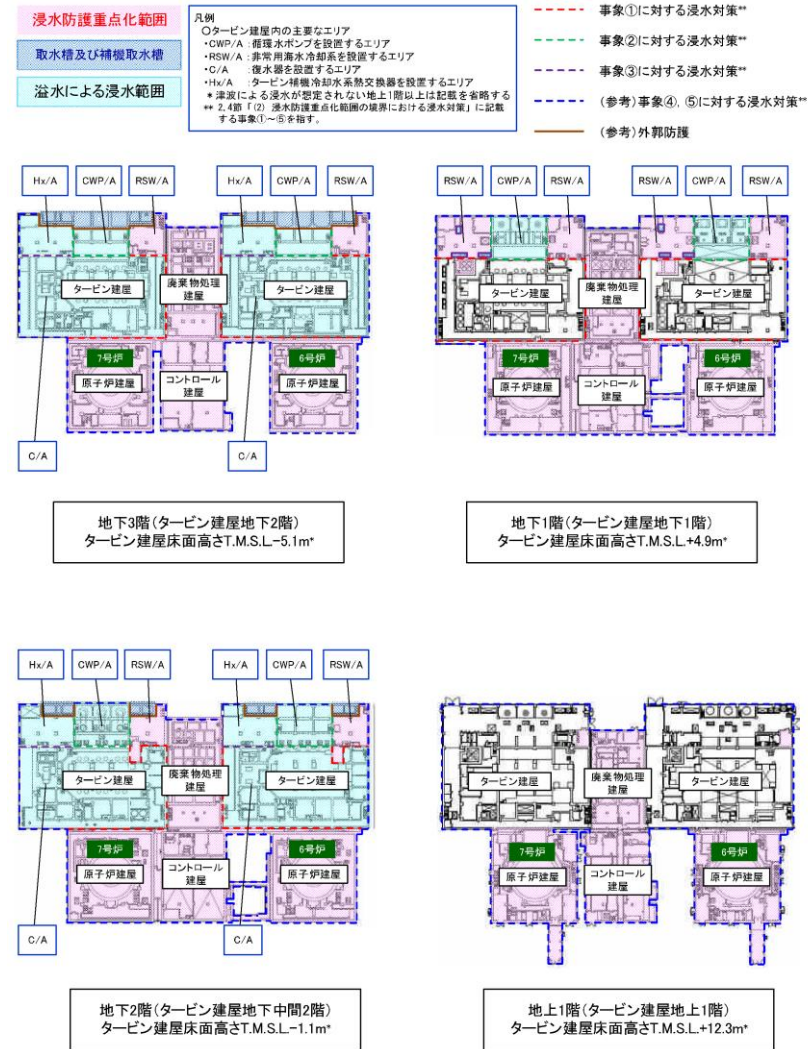 浸水防護重点化範囲
取水槽及び補機取水槽
溢水による浸水範囲
凡例
○タービン建屋内の主要なエリア
・CWP/A：循環水ポンプを設置するエリア
・RSW/A：非常用海水冷却系を設置するエリア
・C/A：復水器を設置するエリア
・Hx/A：タービン補機冷却水系熱交換器を設置するエリア
* 津波による浸水が想定されない地上1階以上は記載を省略する
** 2.4節「(2) 浸水防護重点化範囲の境界における浸水対策」に記載
する事象①～⑤を指す。
事象①に対する浸水対策**
事象②に対する浸水対策**
事象③に対する浸水対策**
(参考)事象④，⑤に対する浸水対策**
(参考)外郭防護
Hx/A
CWP/A
RSW/A
Hx/A
CWP/A
RSW/A
タービン建屋
廃棄物処理
建屋
タービン建屋
7号炉
原子炉建屋
コントロール
建屋
6号炉
原子炉建屋
C/A
C/A
地下3階(タービン建屋地下2階)
タービン建屋床面高さT.M.S.L.−5.1m*
RSW/A
CWP/A
RSW/A
RSW/A
CWP/A
RSW/A
タービン建屋
廃棄物処理
建屋
タービン建屋
7号炉
原子炉建屋
コントロール
建屋
6号炉
原子炉建屋
地下1階(タービン建屋地下1階)
タービン建屋床面高さT.M.S.L.+4.9m*
Hx/A
CWP/A
RSW/A
Hx/A
CWP/A
RSW/A
タービン建屋
廃棄物処理
建屋
タービン建屋
7号炉
原子炉建屋
コントロール
建屋
6号炉
原子炉建屋
C/A
C/A
地下2階(タービン建屋地下中間2階)
タービン建屋床面高さT.M.S.L.−1.1m*
タービン建屋
廃棄物処理
建屋
タービン建屋
7号炉
原子炉建屋
コントロール
建屋
6号炉
原子炉建屋
地上1階(タービン建屋地上1階)
タービン建屋床面高さT.M.S.L.+12.3m*